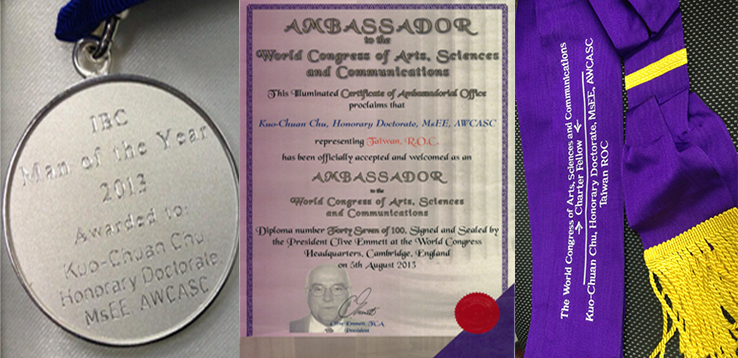 IBC
Man of the Year
2013
Awarded to:
Kuo-Chuan Chu
Honorary Doctorate
MsEE. AWCASC
AMBASSADOR
to the
World Congress of Arts, Sciences
and Communications
This Illuminated Certificate of Ambassadorial Office
proclaims that
Kuo-Chuan Chu, Honorary Doctorate, MsEE, AWCASC
representing Taiwan, R.O.C.
has been officially accepted and welcomed as an
AMBASSADOR
to the
World Congress of Arts, Sciences
and Communications
Diploma number Forty Seven of 100. Signed and Sealed by
the President Clive Emmett at the World Congress
Headquarters, Cambridge, England
on 5th August 2013
Clive Emmett,
President
The World Congress of Arts, Sciences and Communications
Charter Fellow
Kuo-Chuan Chu, Honorary Doctorate, MsEE, AWCASC
Taiwan ROC